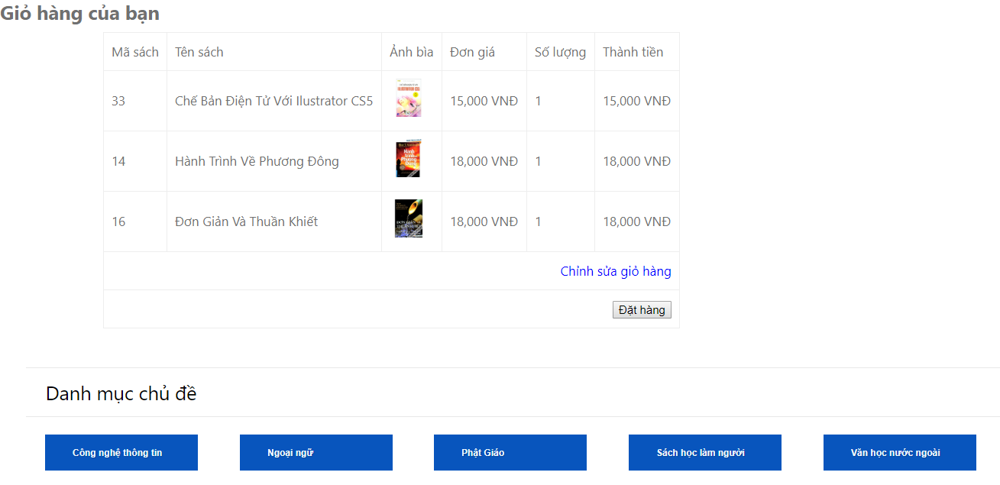 Giỏ hàng của bạn
Mã sách Tên sách Ảnh bìa Đơn giá Số lượng Thành tiền
33 Chế Bản Điện Tử Với Ilustrator CS5 15,000 VNĐ 1 15,000 VNĐ
14 Hành Trình Về Phương Đông 18,000 VNĐ 1 18,000 VNĐ
16 Đơn Giản Và Thuần Khiết 18,000 VNĐ 1 18,000 VNĐ
Chỉnh sửa giỏ hàng
Đặt hàng
Danh mục chủ đề
Công nghệ thông tin Ngoại ngữ Phật Giáo Sách học làm người Văn học nước ngoài